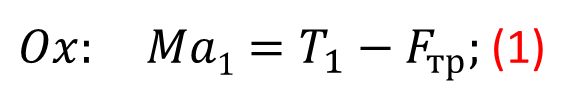 Ox: Ma₁ = T₁ − Fтр; (1)